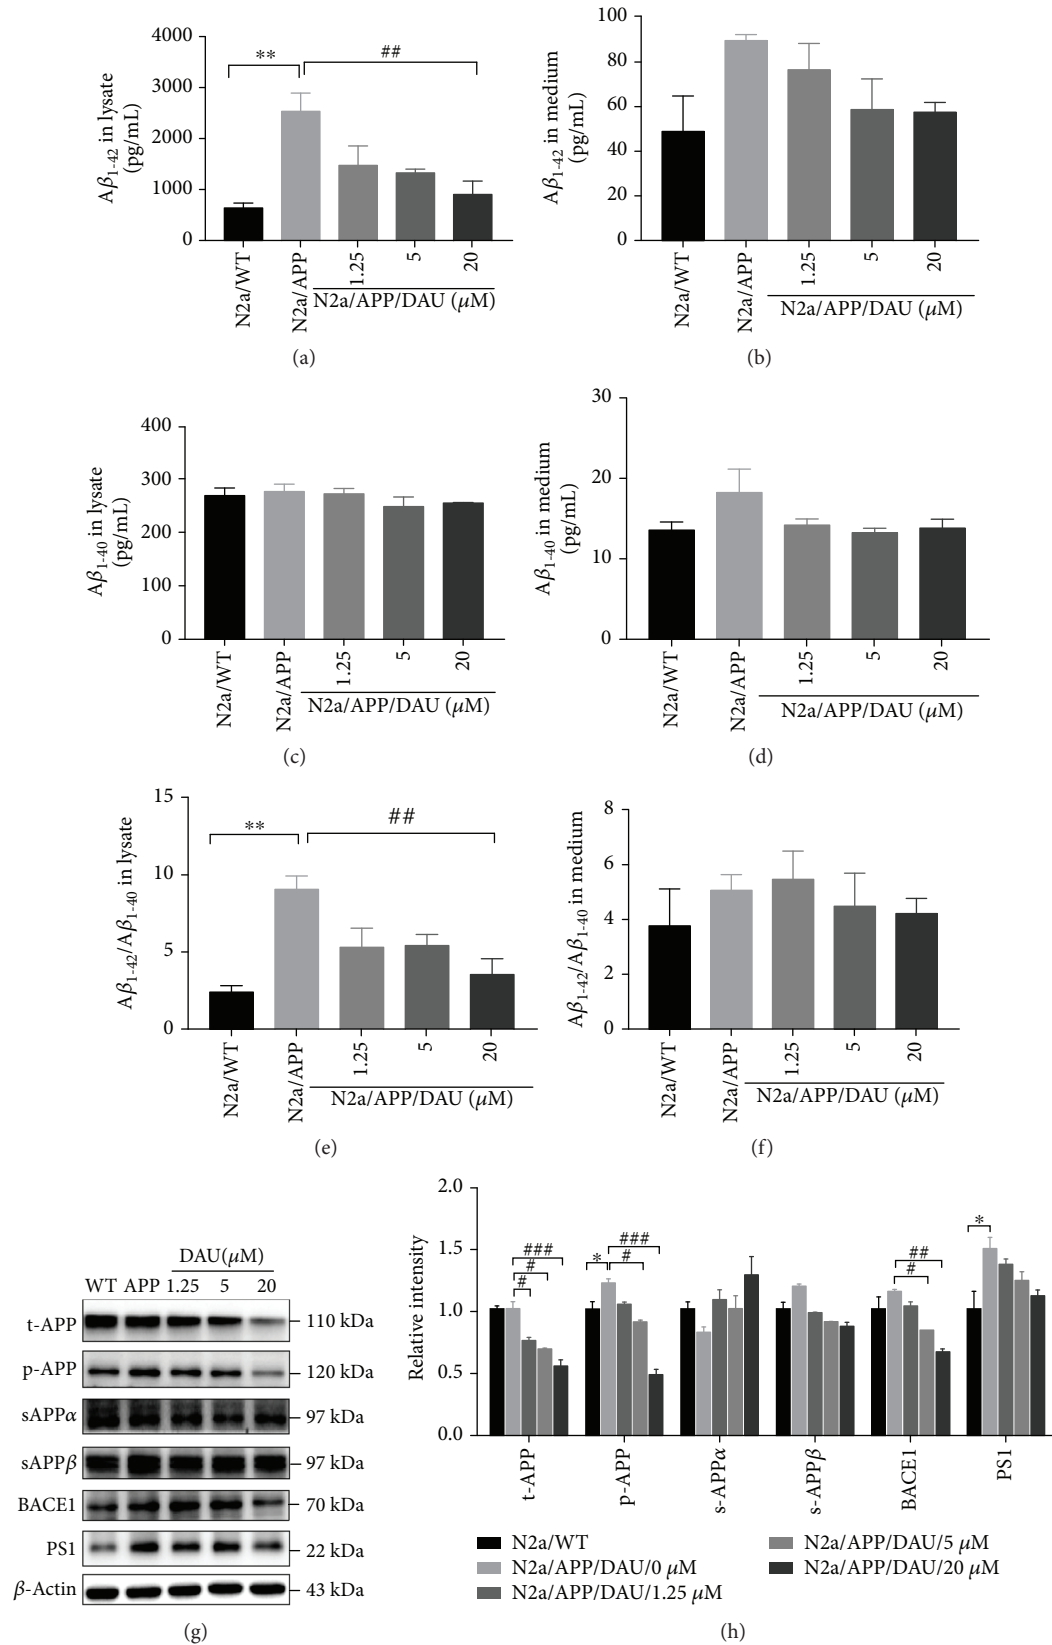 Aβ1-42 in lysate
(pg/mL)
4000
3000
2000
1000
0
**
##
N2a/WT
N2a/APP
1.25
5
20
N2a/APP/DAU (μM)
(a)
Aβ1-42 in medium
(pg/mL)
100
80
60
40
20
0
N2a/WT
N2a/APP
1.25
5
20
N2a/APP/DAU (μM)
(b)
Aβ1-40 in lysate
(pg/mL)
400
300
200
100
0
N2a/WT
N2a/APP
1.25
5
20
N2a/APP/DAU (μM)
(c)
Aβ1-40 in medium
(pg/mL)
30
20
10
0
N2a/WT
N2a/APP
1.25
5
20
N2a/APP/DAU (μM)
(d)
Aβ1-42/Aβ1-40 in lysate
15
10
5
0
**
##
N2a/WT
N2a/APP
1.25
5
20
N2a/APP/DAU (μM)
(e)
Aβ1-42/Aβ1-40 in medium
8
6
4
2
0
N2a/WT
N2a/APP
1.25
5
20
N2a/APP/DAU (μM)
(f)
DAU(μM)
WT APP 1.25 5 20
t-APP 110 kDa
p-APP 120 kDa
sAPPα 97 kDa
sAPPβ 97 kDa
BACE1 70 kDa
PS1 22 kDa
β-Actin 43 kDa
(g)
Relative intensity
2.0
1.5
1.0
0.5
0.0
###
#
#
*
###
#
##
#
*
t-APP
p-APP
s-APPα
s-APPβ
BACE1
PS1
N2a/WT
N2a/APP/DAU/0 μM
N2a/APP/DAU/1.25 μM
N2a/APP/DAU/5 μM
N2a/APP/DAU/20 μM
(h)